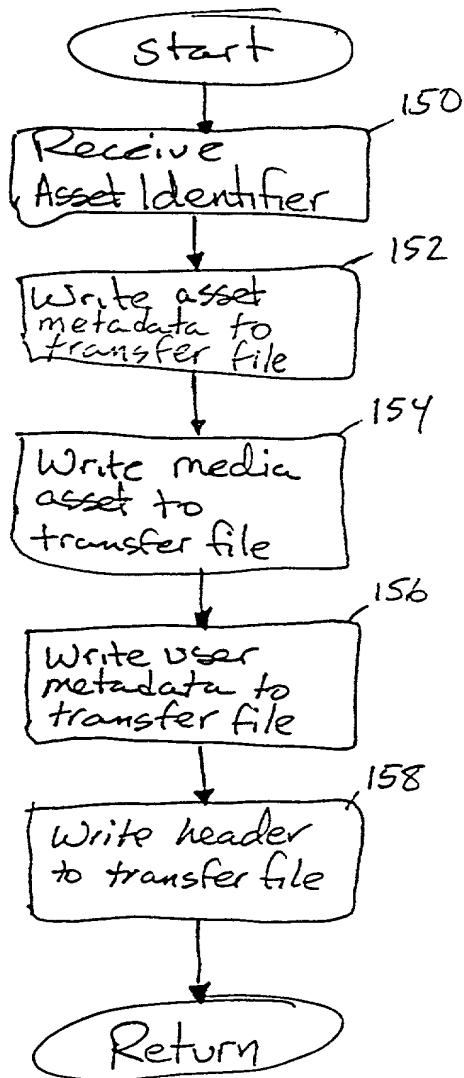 start
150
Receive
Asset Identifier
152
Write asset
metadata to
transfer file
154
Write media
asset to
transfer file
156
Write user
metadata to
transfer file
158
Write header
to transfer file
Return